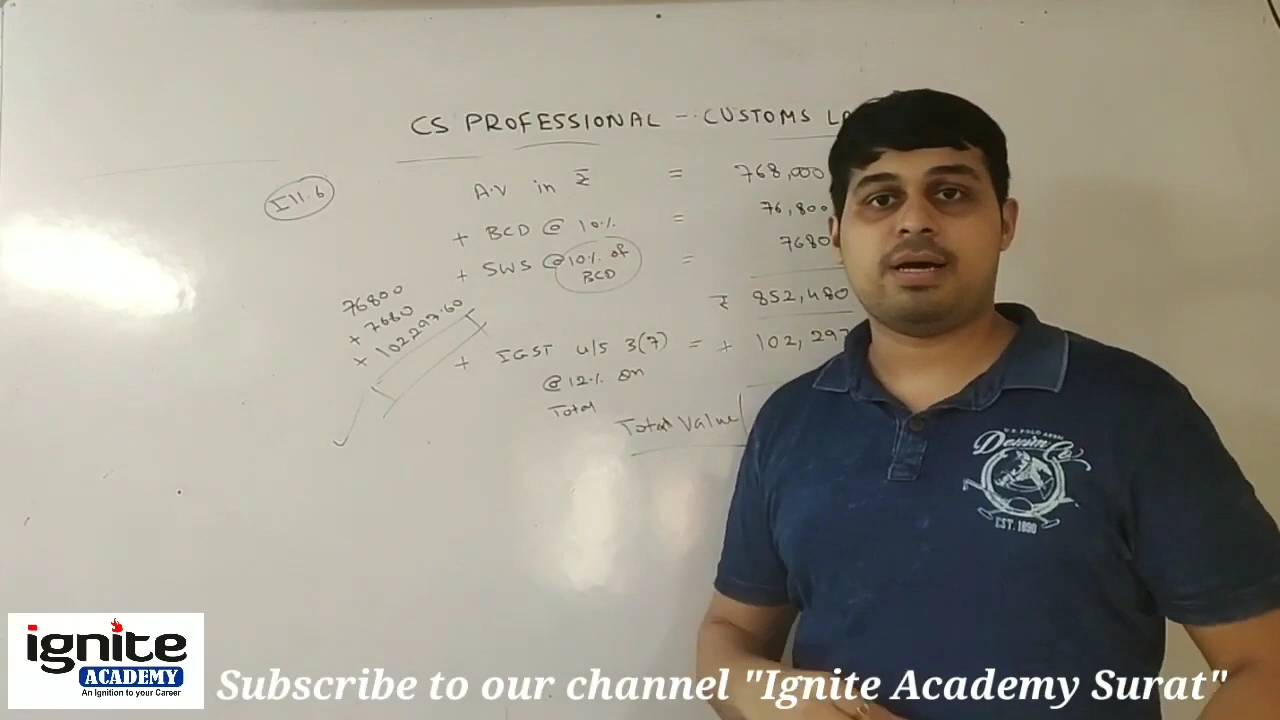 CS PROFESSIONAL - CUSTOMS LA
Ill.6
A.V in ₹ = 768,000
+ BCD @ 10% = 76,800
+ SWS @ 10% of BCD = 7680
₹ 852,480
+ IGST u/s 3(7) = + 102,297
@ 12% on
Total
Total Value
76800
+ 7680
+ 102297.60
U.S. POLO ASSN.
Denim Co
EST. 1890
ignite
ACADEMY
An Ignition to your Career
Subscribe to our channel "Ignite Academy Surat"